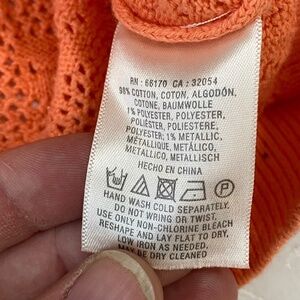 RN : 66170 CA : 32054
98% COTTON, COTON, ALGODÓN,
COTONE, BAUMWOLLE
1% POLYESTER, POLYESTER,
POLIÉSTER, POLIESTERE,
POLYESTER; 1% METALLIC,
MÉTALLIQUE, METÁLICO,
METALLICO, METALLISCH
HECHO EN CHINA
P
HAND WASH COLD SEPARATELY.
DO NOT WRING OR TWIST.
USE ONLY NON-CHLORINE BLEACH
RESHAPE AND LAY FLAT TO DRY.
LOW IRON AS NEEDED,
MAY BE DRY CLEANED